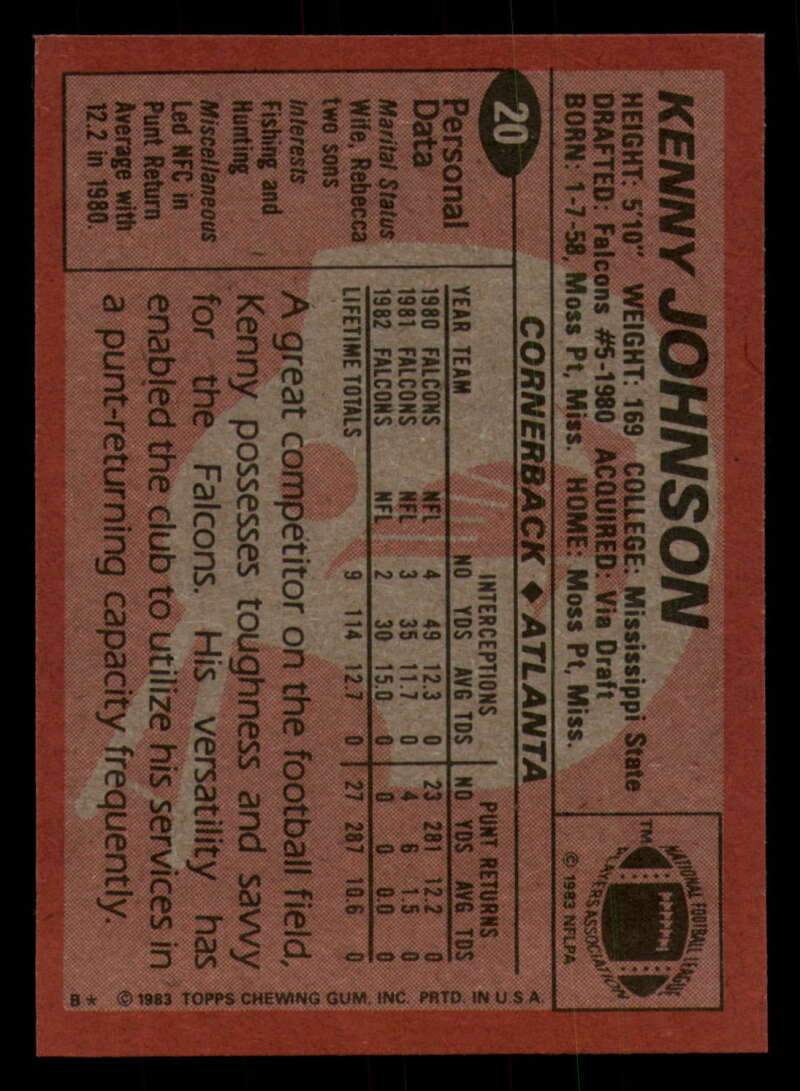 KENNY JOHNSON
HEIGHT: 5'10" WEIGHT: 169 COLLEGE: Mississippi State
DRAFTED: Falcons #5-1980 ACQUIRED: Via Draft
BORN: 1-7-58, Moss Pt, Miss. HOME: Moss Pt, Miss.
NATIONAL FOOTBALL LEAGUE
PLAYERS ASSOCIATION
TM
© 1983 NFLPA
20
CORNERBACK ♦ ATLANTA
Personal
Data
Marital Status
Wife, Rebecca
two sons
Interests
Fishing and
Hunting
Miscellaneous
Led NFC in
Punt Return
Average with
12.2 in 1980.
INTERCEPTIONS PUNT RETURNS
YEAR TEAM NO YDS AVG TDS NO YDS AVG TDS
1980 FALCONS NFL 4 49 12.3 0 23 281 12.2 0
1981 FALCONS NFL 3 35 11.7 0 4 6 1.5 0
1982 FALCONS NFL 2 30 15.0 0 0 0 0.0 0
LIFETIME TOTALS 9 114 12.7 0 27 287 10.6 0
A great competitor on the football field,
Kenny possesses toughness and savvy
for the Falcons. His versatility has
enabled the club to utilize his services in
a punt-returning capacity frequently.
B* © 1983 TOPPS CHEWING GUM, INC. PRTD. IN U.S.A.